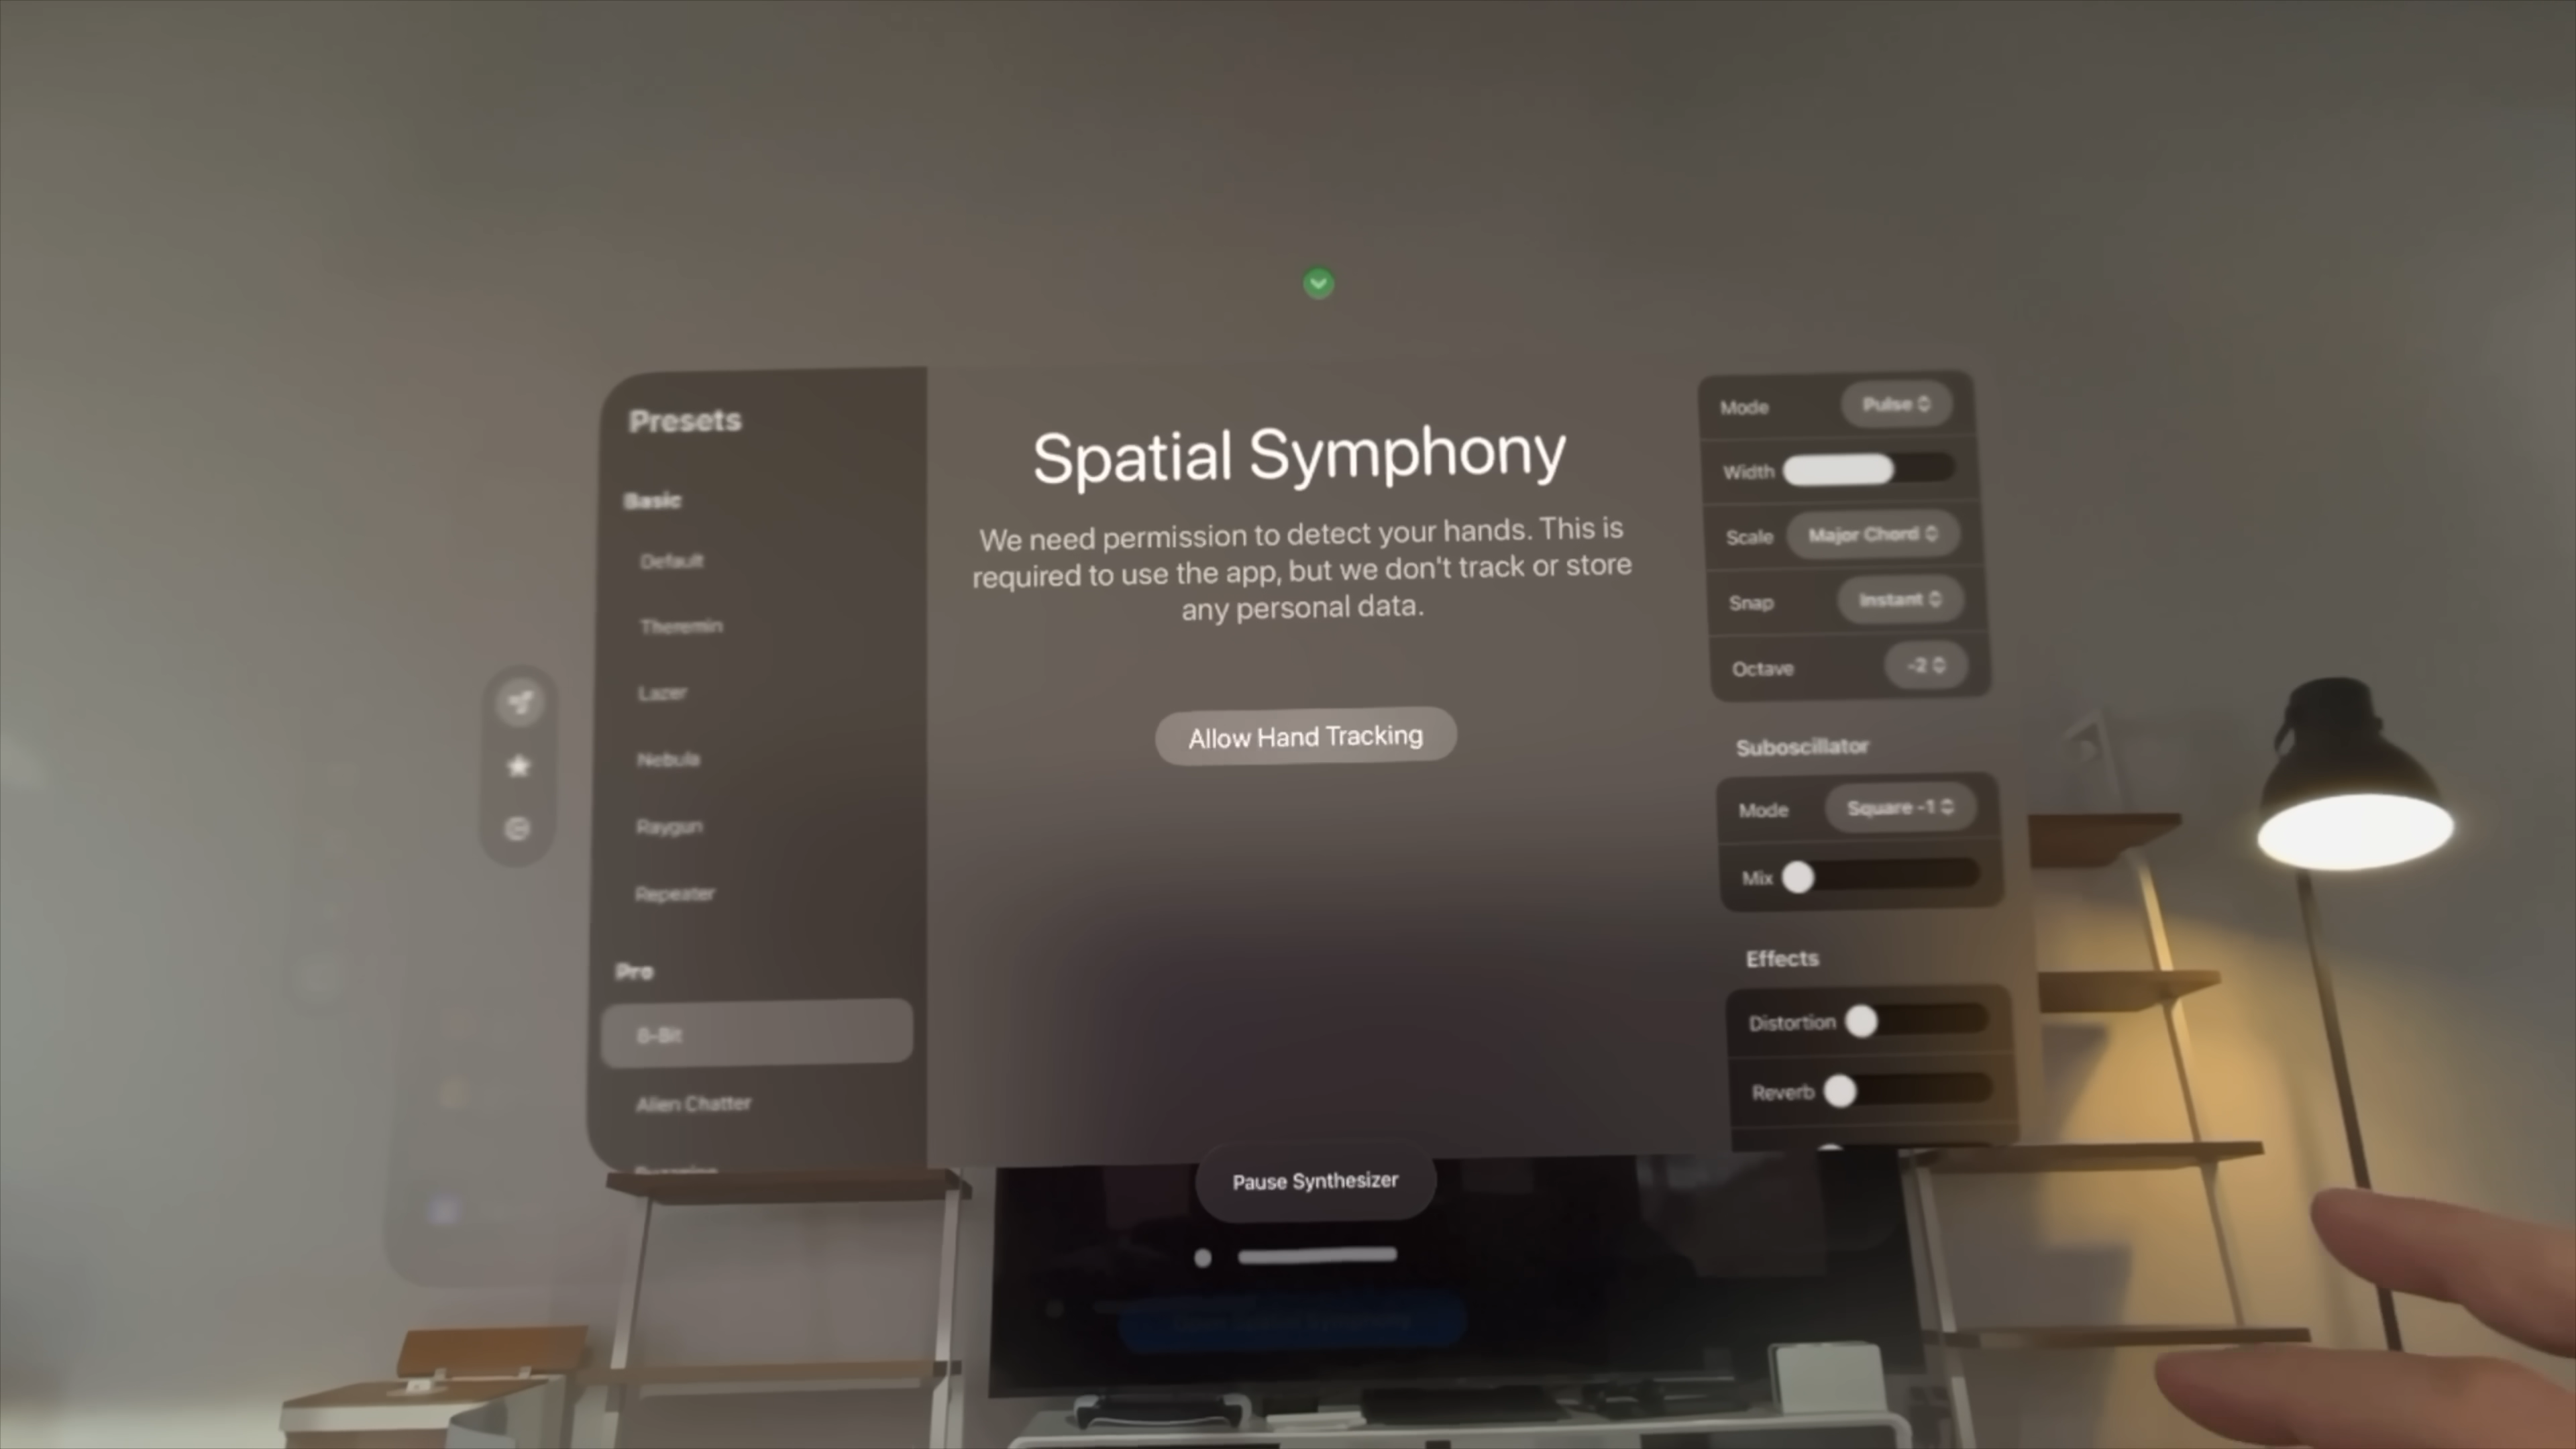 Presets
Basic
Default
Theremin
Lazer
Nebula
Raygun
Repeater
Pro
8-Bit
Alien Chatter
Spatial Symphony
We need permission to detect your hands. This is
required to use the app, but we don't track or store
any personal data.
Allow Hand Tracking
Pause Synthesizer
Mode Pulse
Width
Scale Major Chord
Snap Instant
Octave -2
Suboscillator
Mode Square -1
Mix
Effects
Distortion
Reverb